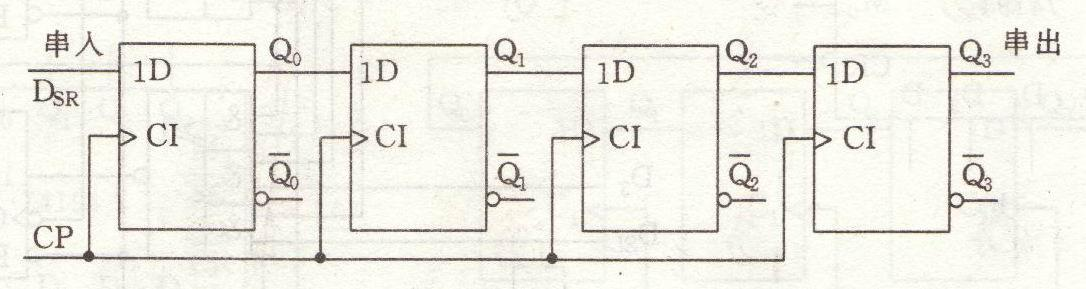 串入
D_SR
1D
CI
Q₀
Q̄₀
1D
CI
Q₁
Q̄₁
1D
CI
Q₂
Q̄₂
1D
CI
Q₃
Q̄₃
串出
CP